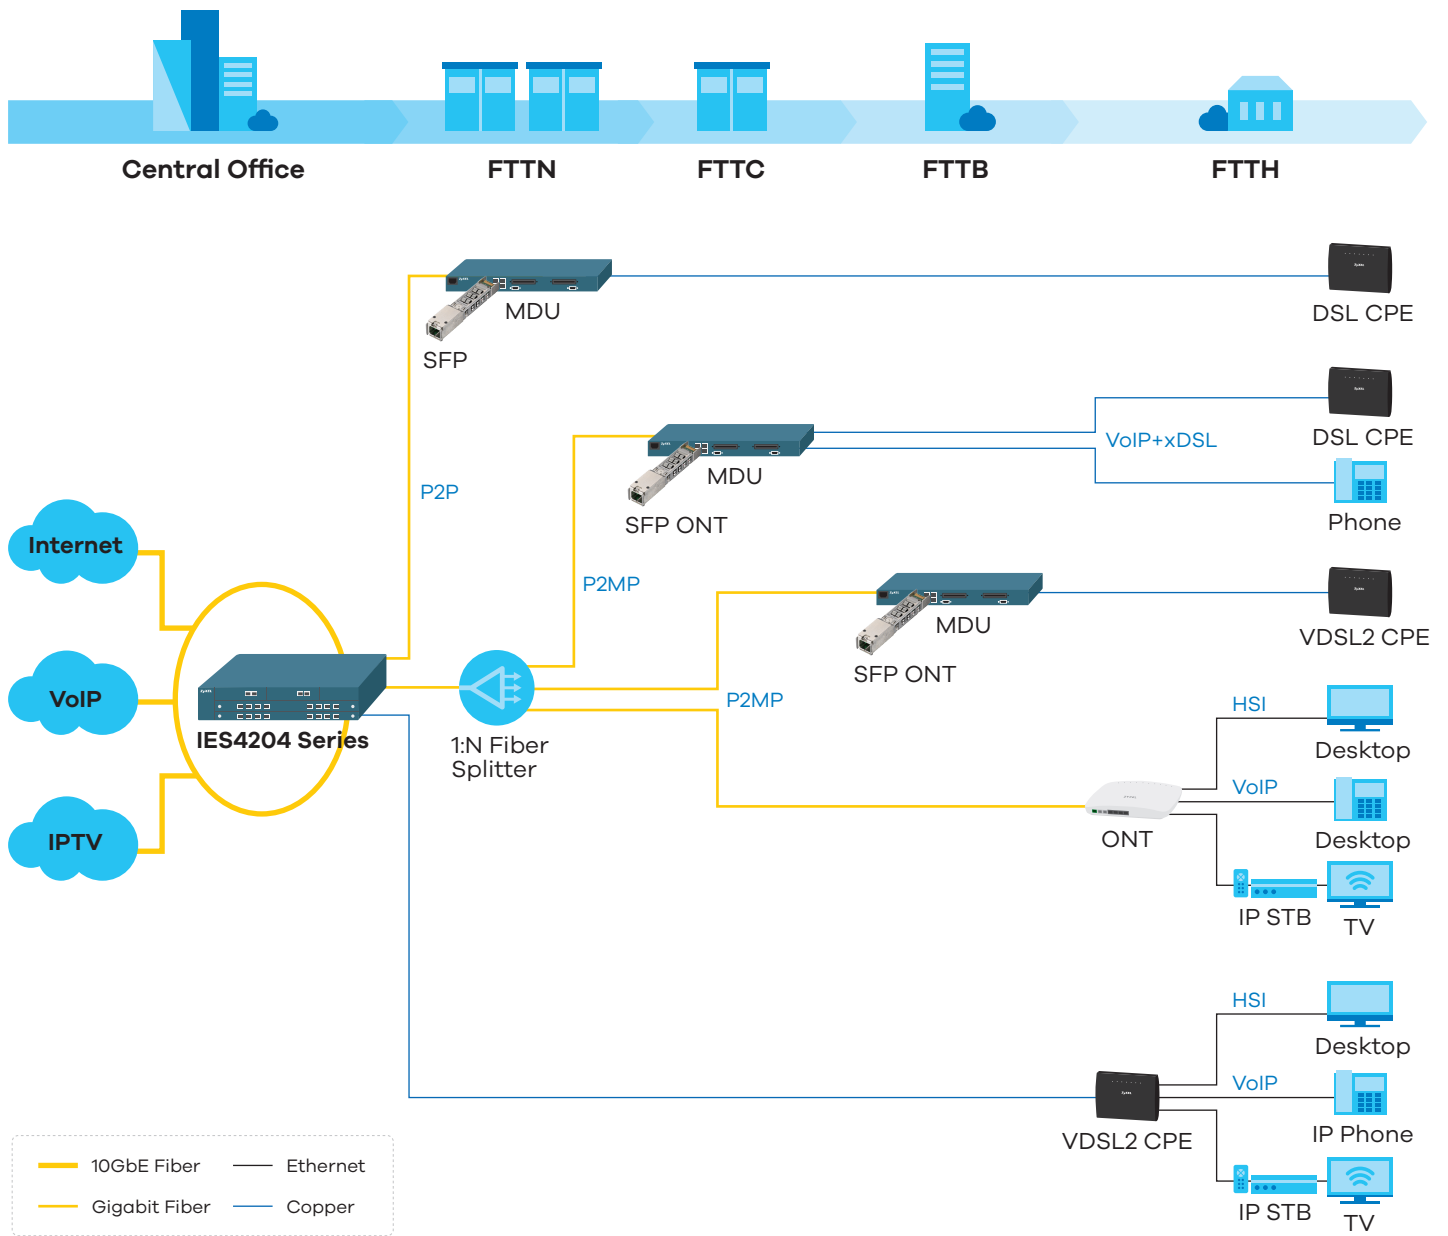 Central Office
FTTN
FTTC
FTTB
FTTH
MDU
SFP
DSL CPE
P2P
MDU
SFP ONT
VoIP+xDSL
DSL CPE
Phone
P2MP
MDU
SFP ONT
VDSL2 CPE
Internet
VoIP
IPTV
IES4204 Series
1:N Fiber
Splitter
P2MP
ONT
HSI
Desktop
VoIP
Desktop
IP STB
TV
VDSL2 CPE
HSI
Desktop
VoIP
IP Phone
IP STB
TV
10GbE Fiber
Ethernet
Gigabit Fiber
Copper